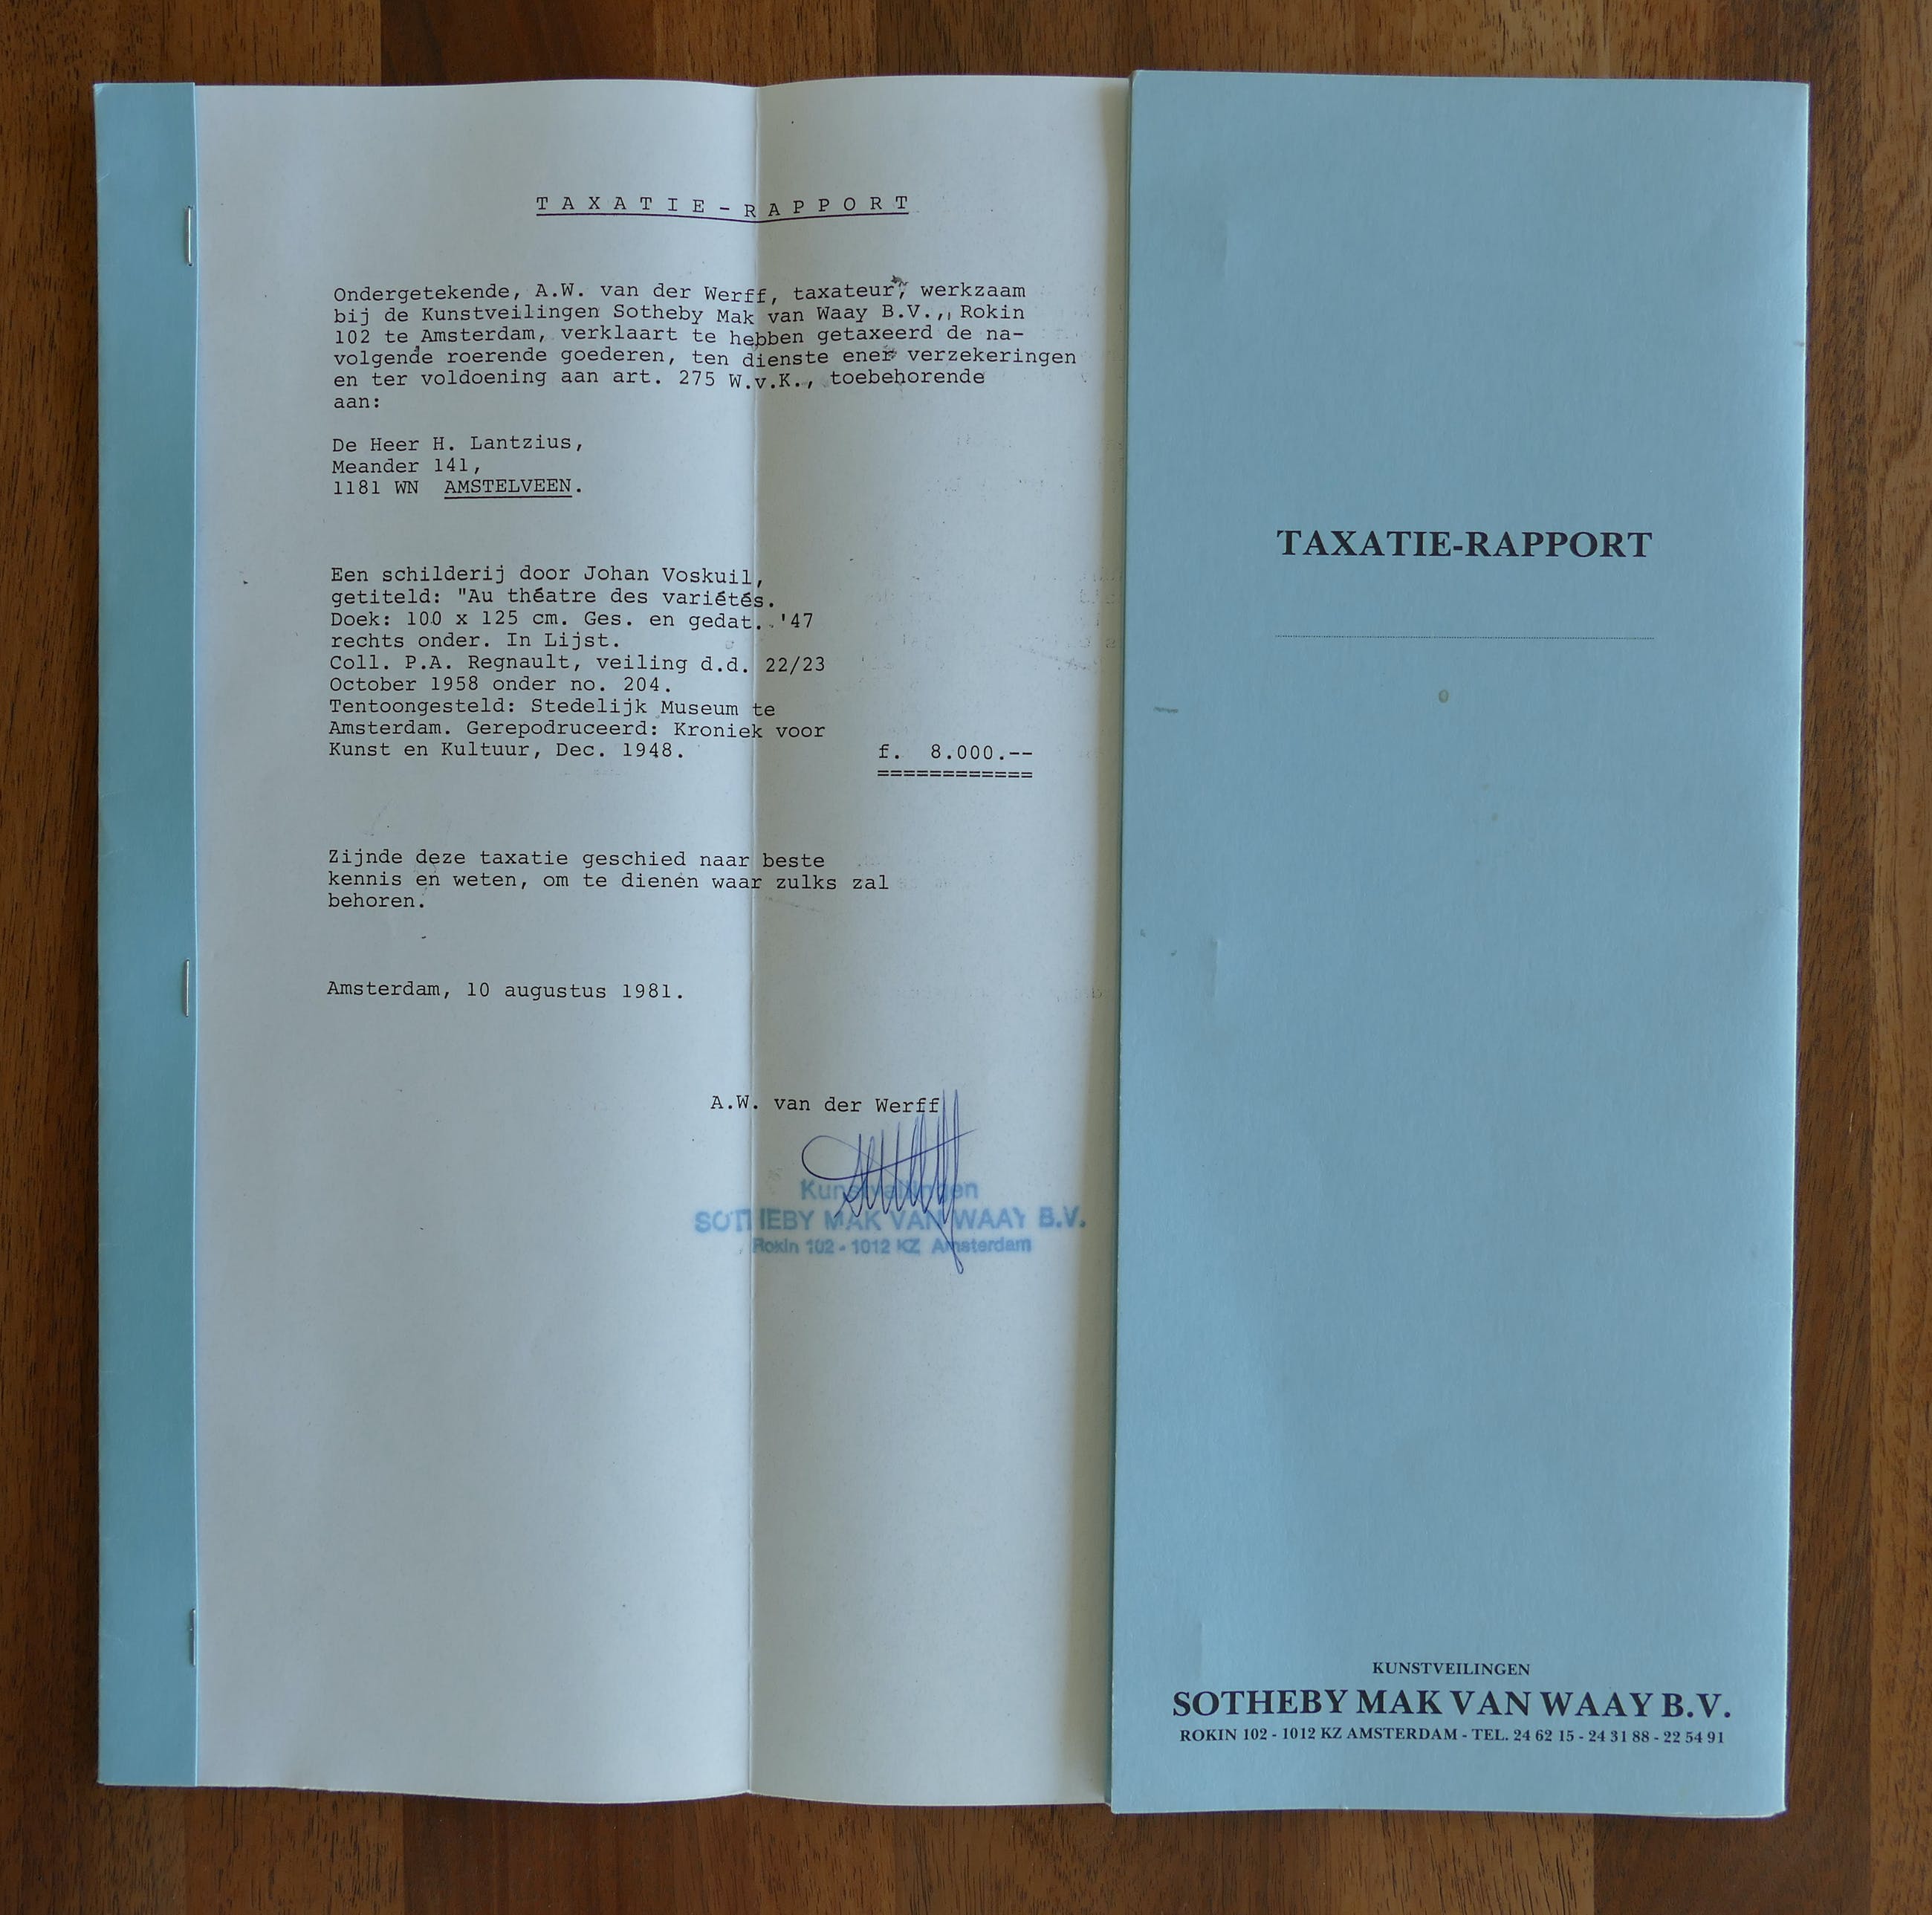 TAXATIE-RAPPORT
Ondergetekende, A.W. van der Werff, taxateur, werkzaam
bij de Kunstveilingen Sotheby Mak van Waay B.V., Rokin
102 te Amsterdam, verklaart te hebben getaxeerd de na-
volgende roerende goederen, ten dienste ener verzekeringen
en ter voldoening aan art. 275 W.v.K., toebehorende
aan:
De Heer H. Lantzius,
Meander 141,
1181 WN AMSTELVEEN.
Een schilderij door Johan Voskuil,
getiteld: "Au théatre des variétés.
Doek: 100 x 125 cm. Ges. en gedat. '47
rechts onder. In Lijst.
Coll. P.A. Regnault, veiling d.d. 22/23
October 1958 onder no. 204.
Tentoongesteld: Stedelijk Museum te
Amsterdam. Gerepodruceerd: Kroniek voor
Kunst en Kultuur, Dec. 1948. f. 8.000.--
============
Zijnde deze taxatie geschied naar beste
kennis en weten, om te dienen waar zulks zal
behoren.
Amsterdam, 10 augustus 1981.
A.W. van der Werff
Kunstveilingen
SOTHEBY MAK VAN WAAY B.V.
Rokin 102 - 1012 KZ Amsterdam
TAXATIE-RAPPORT
KUNSTVEILINGEN
SOTHEBY MAK VAN WAAY B.V.
ROKIN 102 - 1012 KZ AMSTERDAM - TEL. 24 62 15 - 24 31 88 - 22 54 91